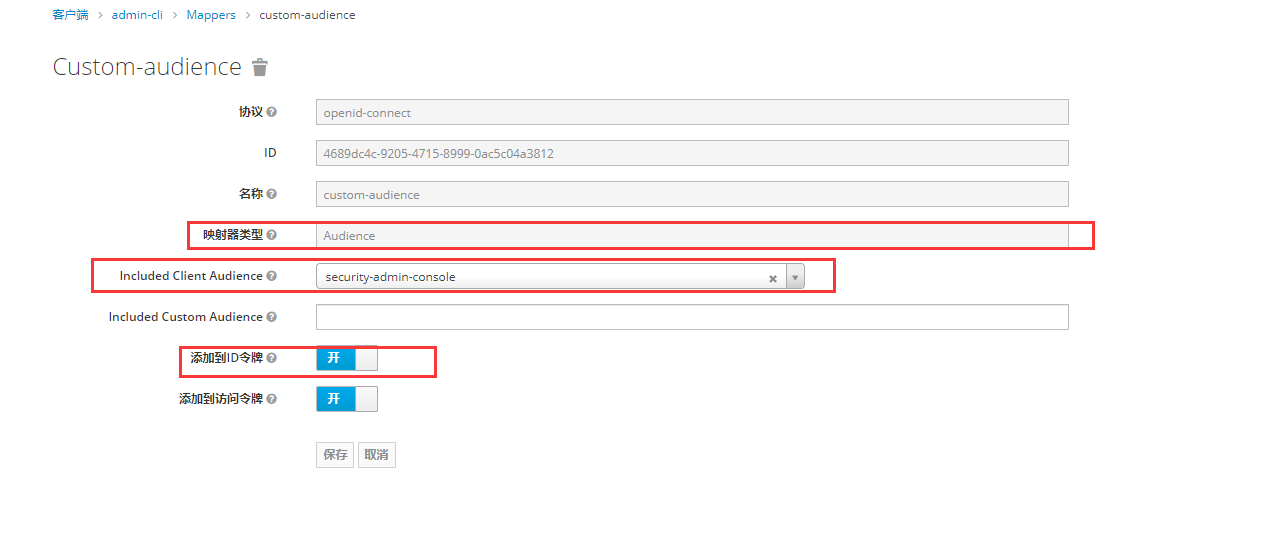 客户端 > admin-cli > Mappers > custom-audience
Custom-audience
协议 openid-connect
ID 4689dc4c-9205-4715-8999-0ac5c04a3812
名称 custom-audience
映射器类型 Audience
Included Client Audience security-admin-console
Included Custom Audience
添加到ID令牌 开
添加到访问令牌 开
保存 取消